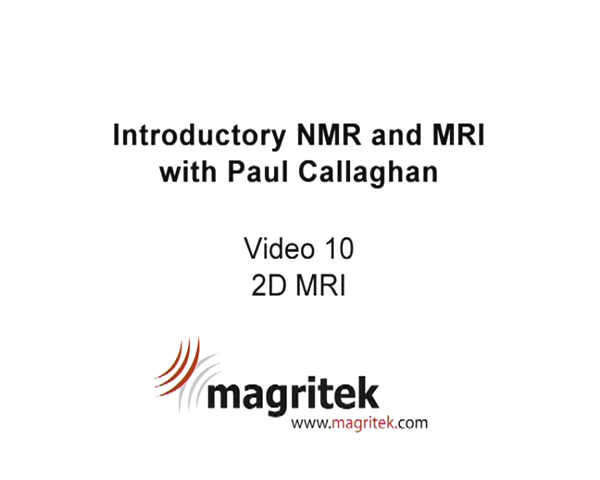 Introductory NMR and MRI
with Paul Callaghan
Video 10
2D MRI
magritek
www.magritek.com